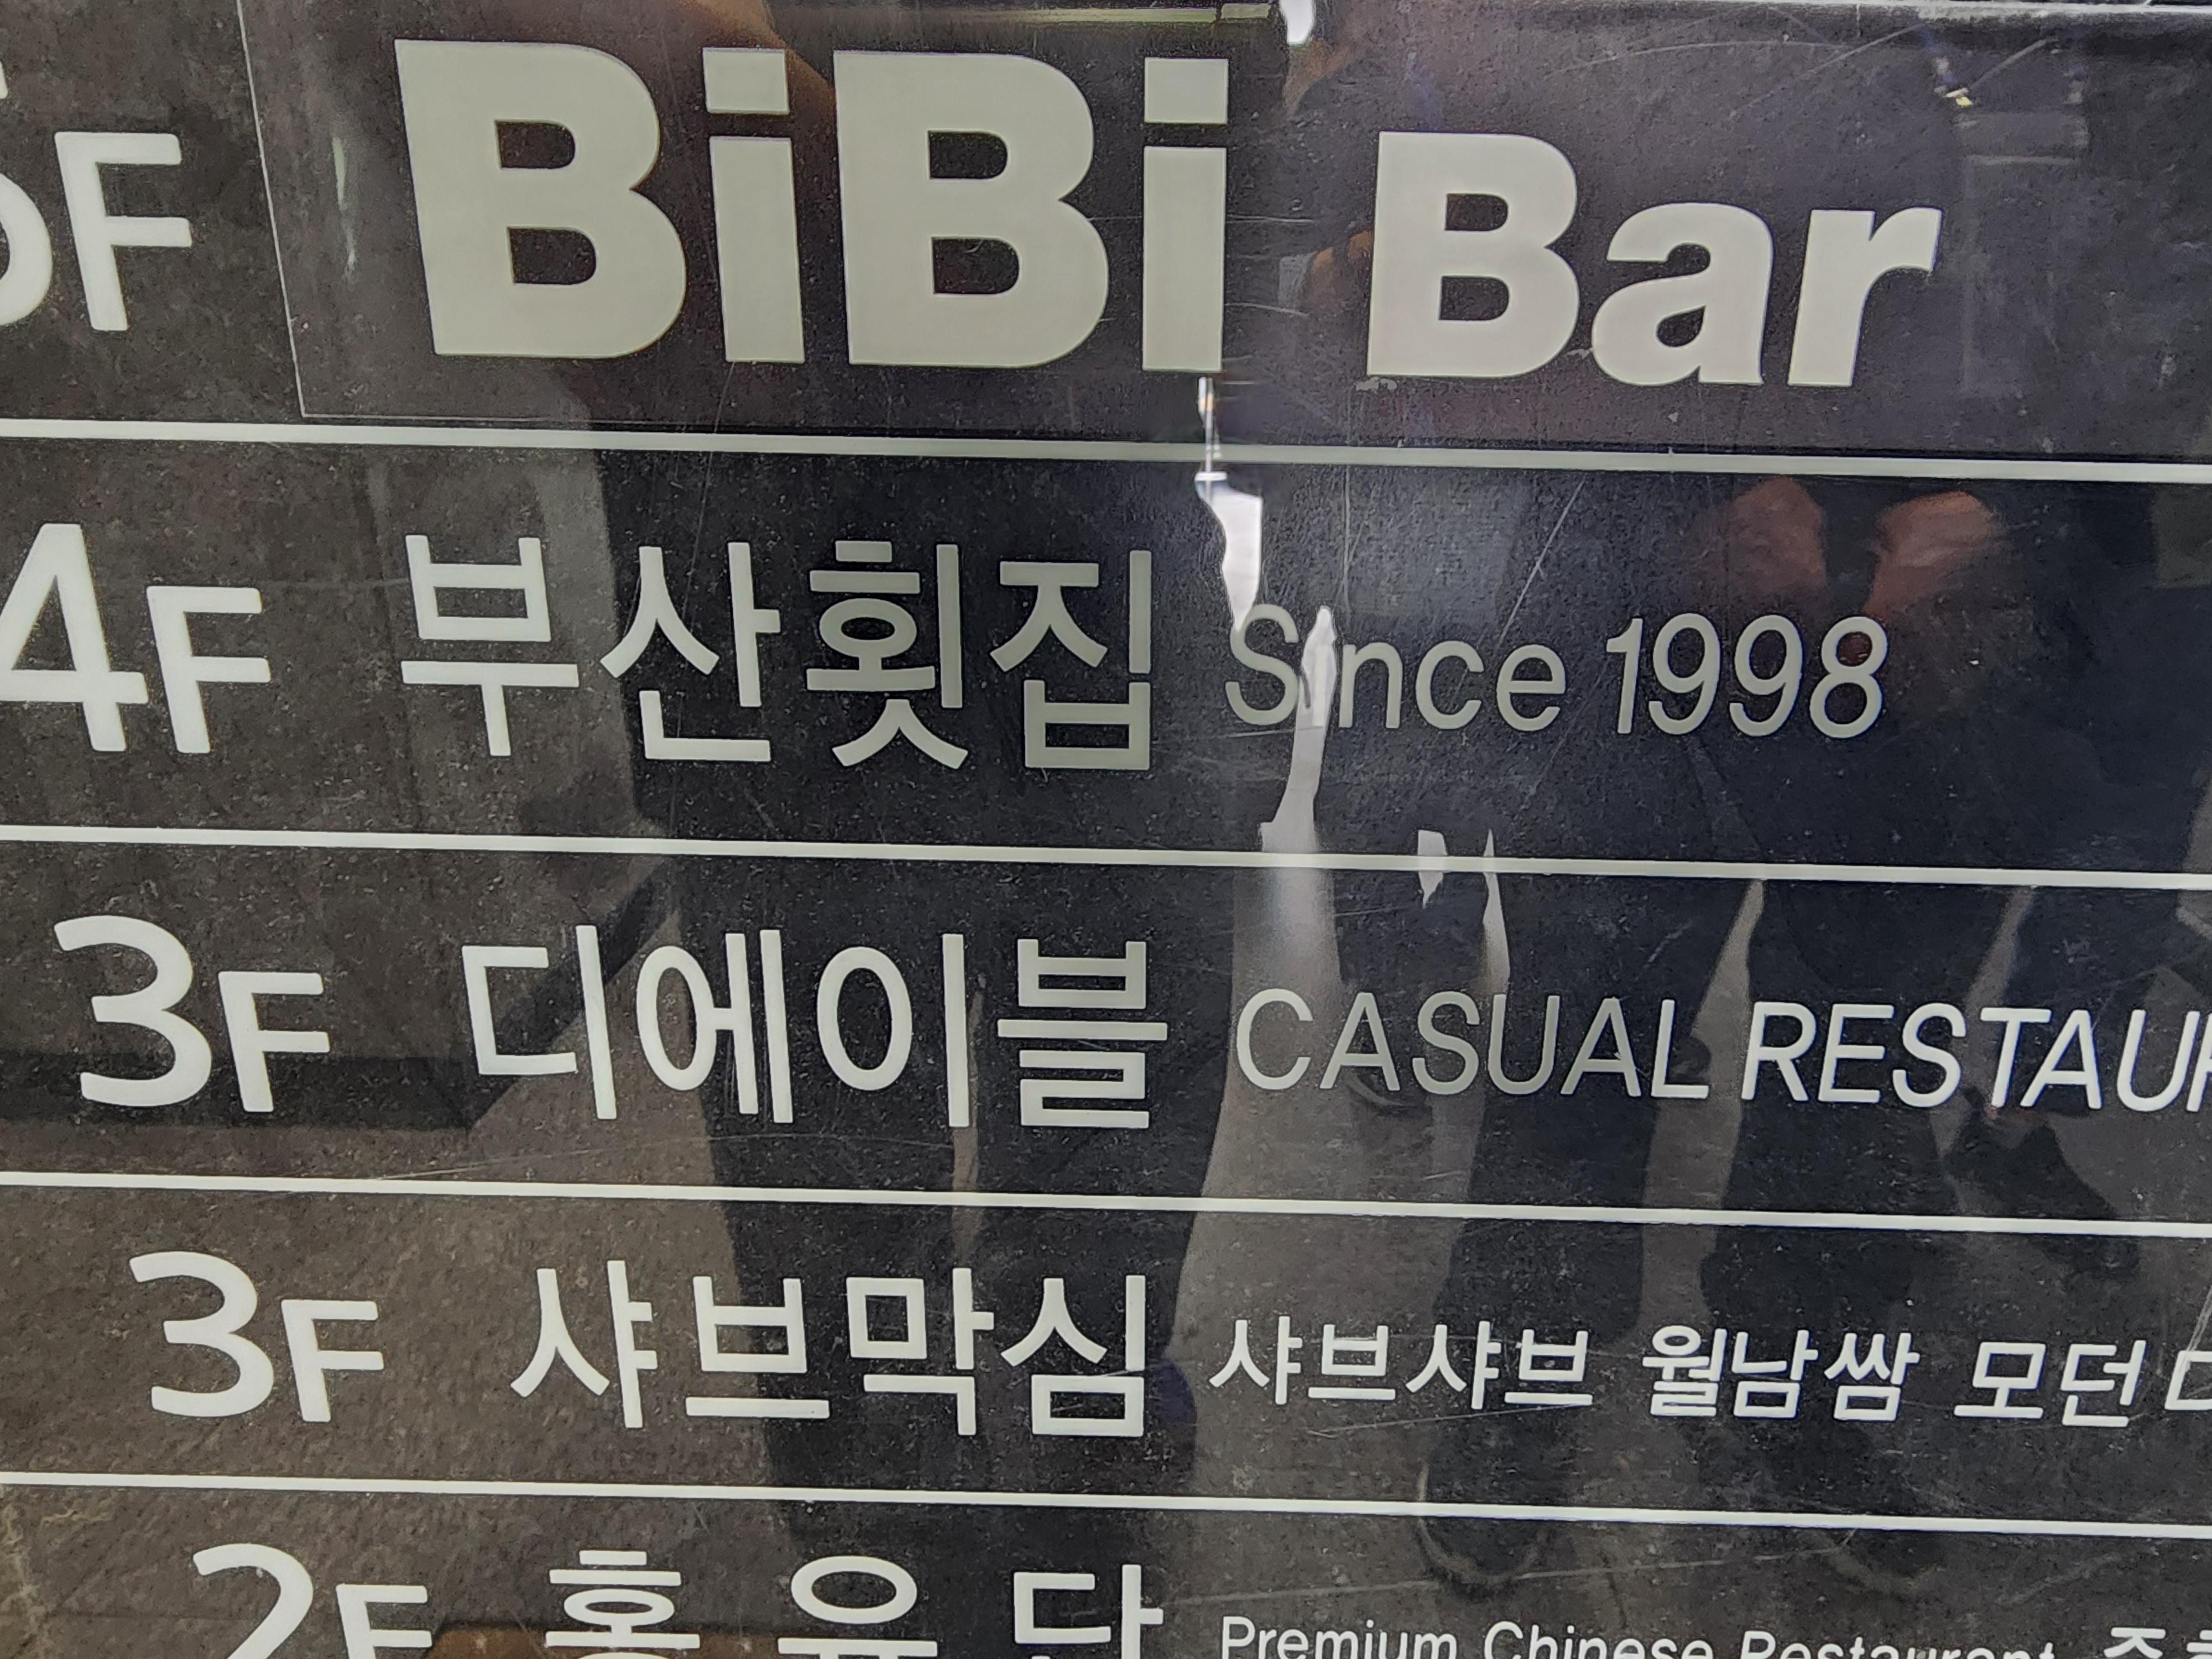 BiBi Bar
4F 부산횟집 Since 1998
3F 디에이블 CASUAL
3F 샤브막심 샤브샤브 월남쌈 모던
2F Premium Chinese Restaurant